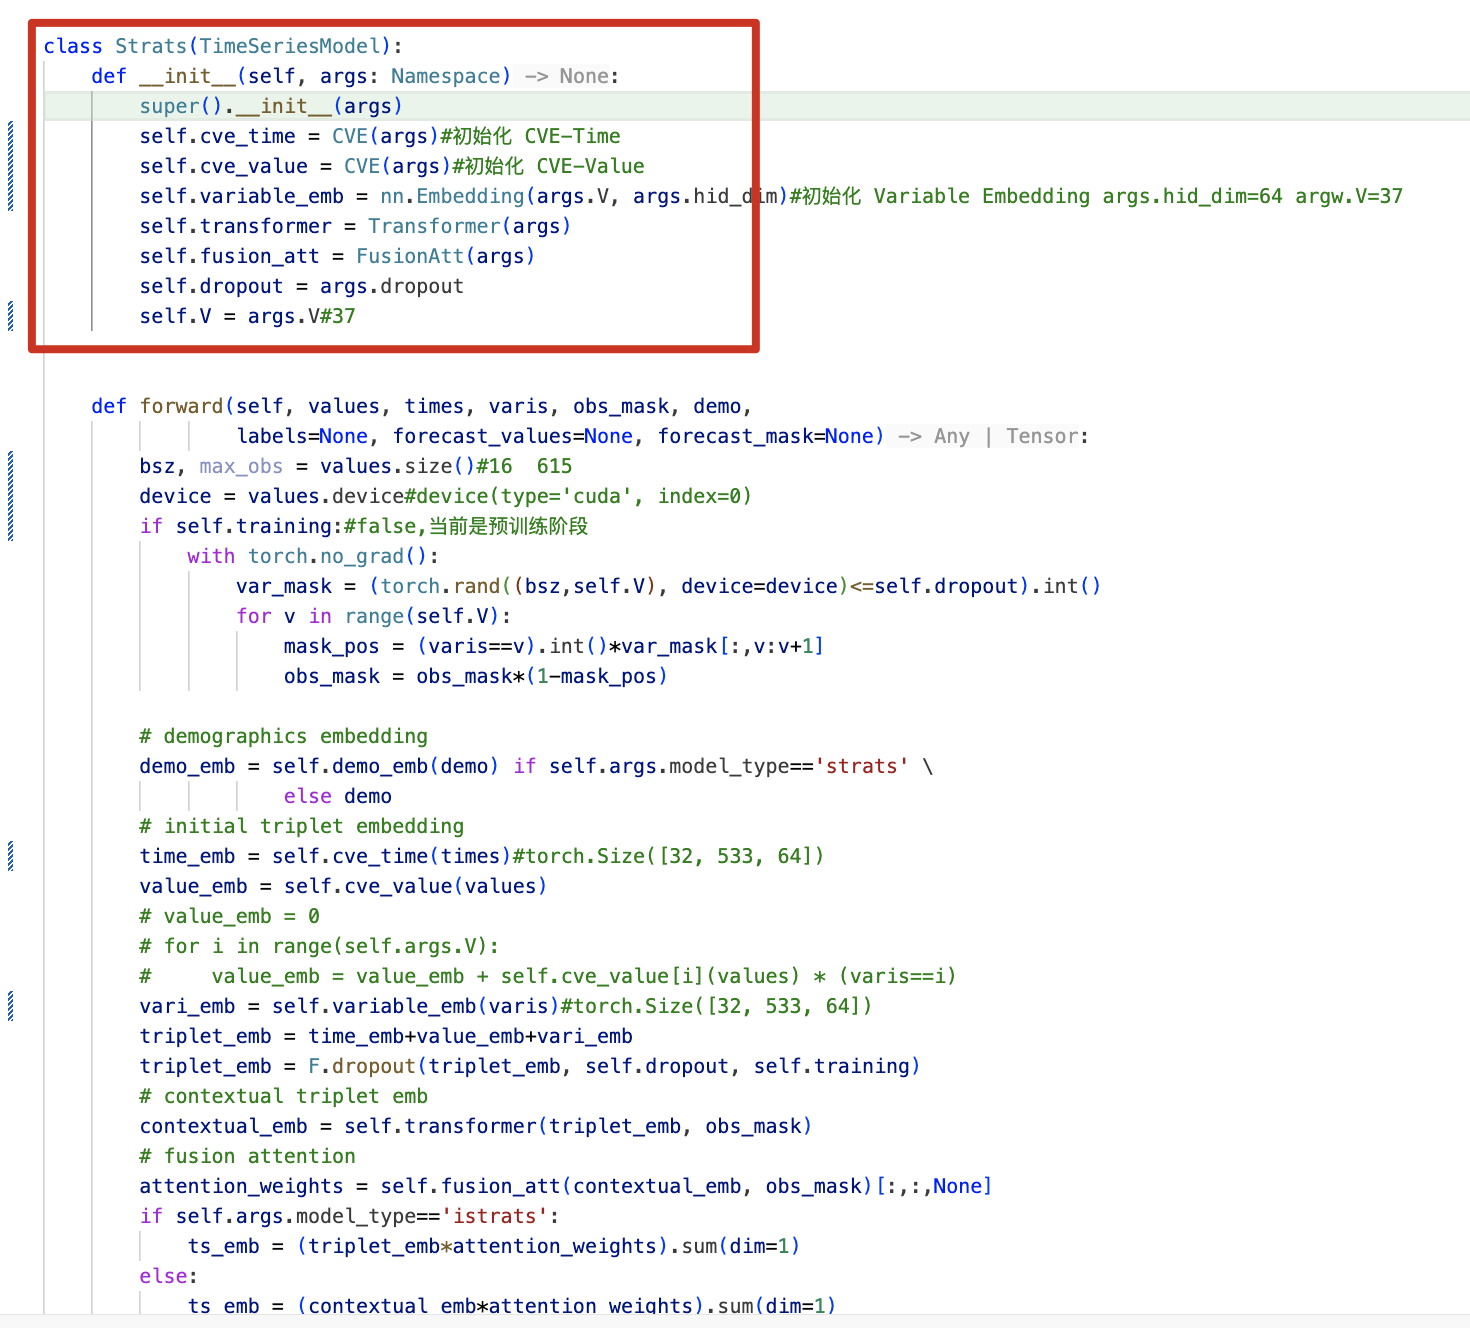 class Strats(TimeSeriesModel):
    def __init__(self, args: Namespace) -> None:
        super().__init__(args)
        self.cve_time = CVE(args)#初始化 CVE-Time
        self.cve_value = CVE(args)#初始化 CVE-Value
        self.variable_emb = nn.Embedding(args.V, args.hid_dim)#初始化 Variable Embedding args.hid_dim=64 argw.V=37
        self.transformer = Transformer(args)
        self.fusion_att = FusionAtt(args)
        self.dropout = args.dropout
        self.V = args.V#37
    def forward(self, values, times, varis, obs_mask, demo,
                labels=None, forecast_values=None, forecast_mask=None) -> Any | Tensor:
        bsz, max_obs = values.size()#16  615
        device = values.device#device(type='cuda', index=0)
        if self.training:#false,当前是预训练阶段
            with torch.no_grad():
                var_mask = (torch.rand((bsz,self.V), device=device)<=self.dropout).int()
                for v in range(self.V):
                    mask_pos = (varis==v).int()*var_mask[:,v:v+1]
                    obs_mask = obs_mask*(1-mask_pos)
        # demographics embedding
        demo_emb = self.demo_emb(demo) if self.args.model_type=='strats' \
                    else demo
        # initial triplet embedding
        time_emb = self.cve_time(times)#torch.Size([32, 533, 64])
        value_emb = self.cve_value(values)
        # value_emb = 0
        # for i in range(self.args.V):
        #     value_emb = value_emb + self.cve_value[i](values) * (varis==i)
        vari_emb = self.variable_emb(varis)#torch.Size([32, 533, 64])
        triplet_emb = time_emb+value_emb+vari_emb
        triplet_emb = F.dropout(triplet_emb, self.dropout, self.training)
        # contextual triplet emb
        contextual_emb = self.transformer(triplet_emb, obs_mask)
        # fusion attention
        attention_weights = self.fusion_att(contextual_emb, obs_mask)[:,:,None]
        if self.args.model_type=='istrats':
            ts_emb = (triplet_emb*attention_weights).sum(dim=1)
        else:
            ts_emb = (contextual_emb*attention_weights).sum(dim=1)